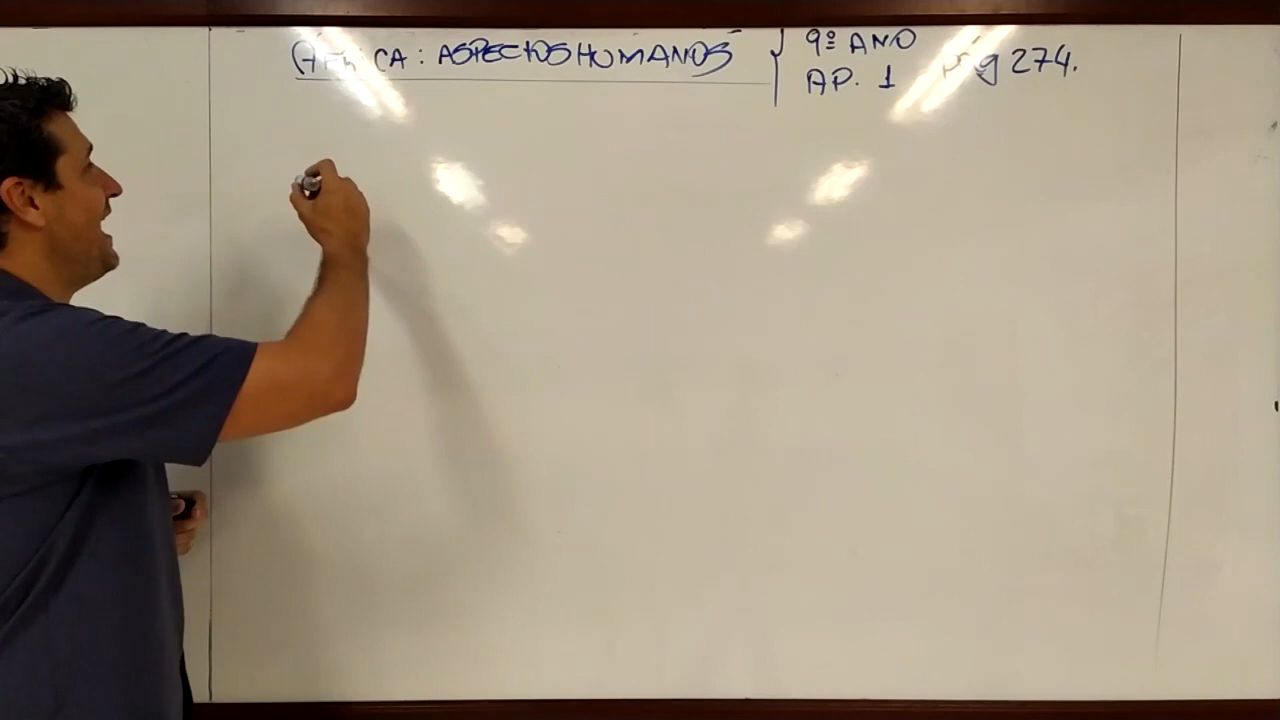 ÁFRICA: ASPECTOS HUMANOS
9º ANO
AP. 1 Pág 274.